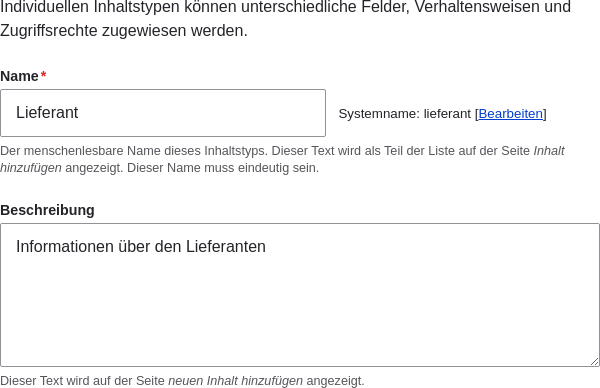 Individuellen Inhaltstypen können unterschiedliche Felder, Verhaltensweisen und
Zugriffsrechte zugewiesen werden.
Name*
Lieferant
Systemname: lieferant [Bearbeiten]
Der menschenlesbare Name dieses Inhaltstyps. Dieser Text wird als Teil der Liste auf der Seite Inhalt
hinzufügen angezeigt. Dieser Name muss eindeutig sein.
Beschreibung
Informationen über den Lieferanten
Dieser Text wird auf der Seite neuen Inhalt hinzufügen angezeigt.